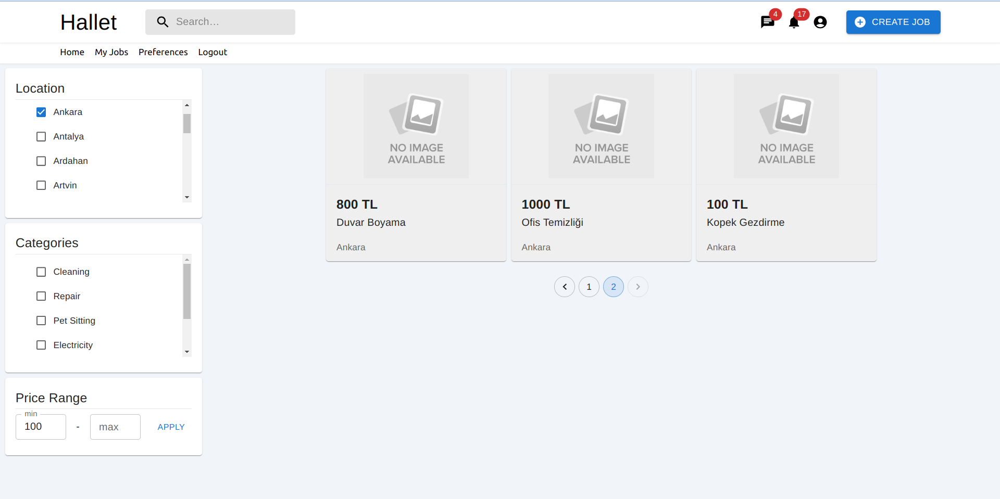 Hallet
Search…
4
17
CREATE JOB
Home
My Jobs
Preferences
Logout
Location
Ankara
Antalya
Ardahan
Artvin
Categories
Cleaning
Repair
Pet Sitting
Electricity
Price Range
min
100
-
max
APPLY
NO IMAGE
AVAILABLE
800 TL
Duvar Boyama
Ankara
NO IMAGE
AVAILABLE
1000 TL
Ofis Temizliği
Ankara
NO IMAGE
AVAILABLE
100 TL
Kopek Gezdirme
Ankara
1
2